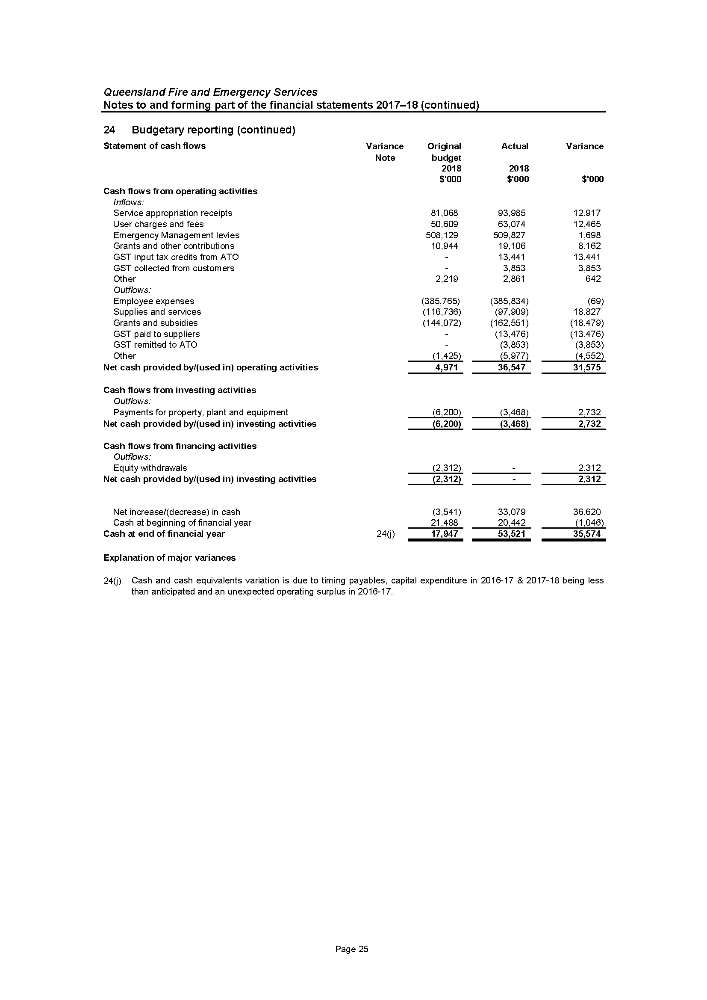 Queensland Fire and Emergency Services
Notes to and forming part of the financial statements 2017–18 (continued)
24 Budgetary reporting (continued)
Statement of cash flows Variance Original Actual Variance
Note budget
2018 2018
$'000 $'000 $'000
Cash flows from operating activities
Inflows:
Service appropriation receipts 81,068 93,985 12,917
User charges and fees 50,609 63,074 12,465
Emergency Management levies 508,129 509,827 1,698
Grants and other contributions 10,944 19,106 8,162
GST input tax credits from ATO - 13,441 13,441
GST collected from customers - 3,853 3,853
Other 2,219 2,861 642
Outflows:
Employee expenses (385,765) (385,834) (69)
Supplies and services (116,736) (97,909) 18,827
Grants and subsidies (144,072) (162,551) (18,479)
GST paid to suppliers - (13,476) (13,476)
GST remitted to ATO - (3,853) (3,853)
Other (1,425) (5,977) (4,552)
Net cash provided by/(used in) operating activities 4,971 36,547 31,575
Cash flows from investing activities
Outflows:
Payments for property, plant and equipment (6,200) (3,468) 2,732
Net cash provided by/(used in) investing activities (6,200) (3,468) 2,732
Cash flows from financing activities
Outflows:
Equity withdrawals (2,312) - 2,312
Net cash provided by/(used in) investing activities (2,312) - 2,312
Net increase/(decrease) in cash (3,541) 33,079 36,620
Cash at beginning of financial year 21,488 20,442 (1,046)
Cash at end of financial year 24(j) 17,947 53,521 35,574
Explanation of major variances
24(j) Cash and cash equivalents variation is due to timing payables, capital expenditure in 2016-17 & 2017-18 being less
than anticipated and an unexpected operating surplus in 2016-17.
Page 25